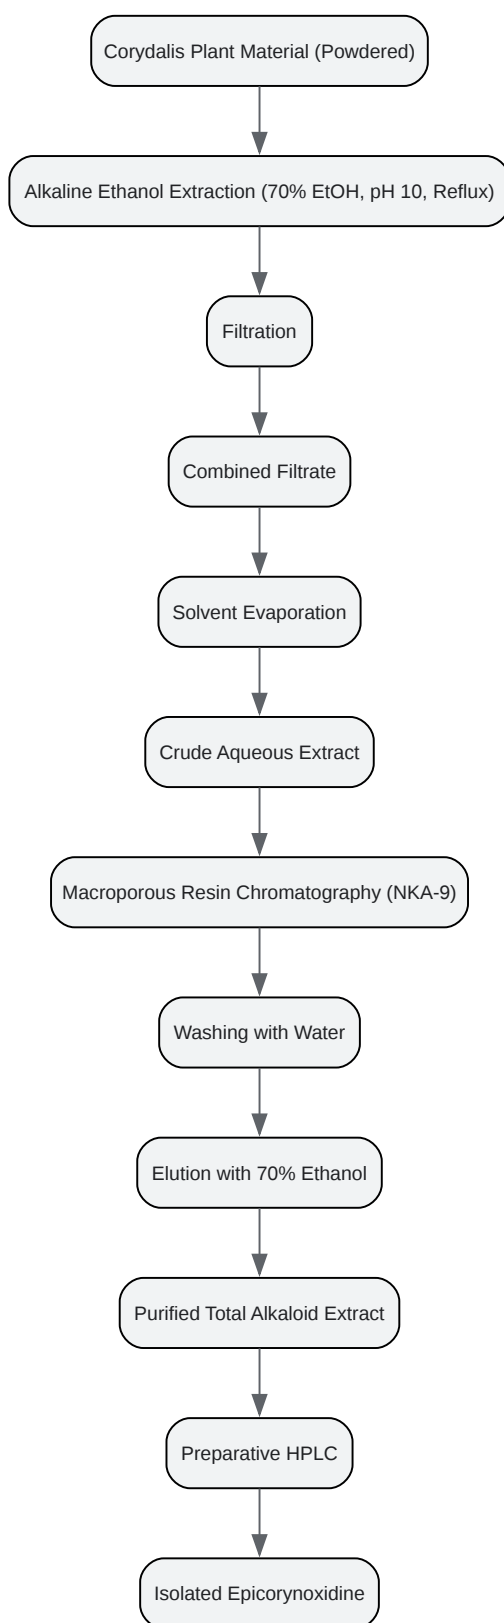 Corydalis Plant Material (Powdered)
Alkaline Ethanol Extraction (70% EtOH, pH 10, Reflux)
Filtration
Combined Filtrate
Solvent Evaporation
Crude Aqueous Extract
Macroporous Resin Chromatography (NKA-9)
Washing with Water
Elution with 70% Ethanol
Purified Total Alkaloid Extract
Preparative HPLC
Isolated Epicorynoxidine